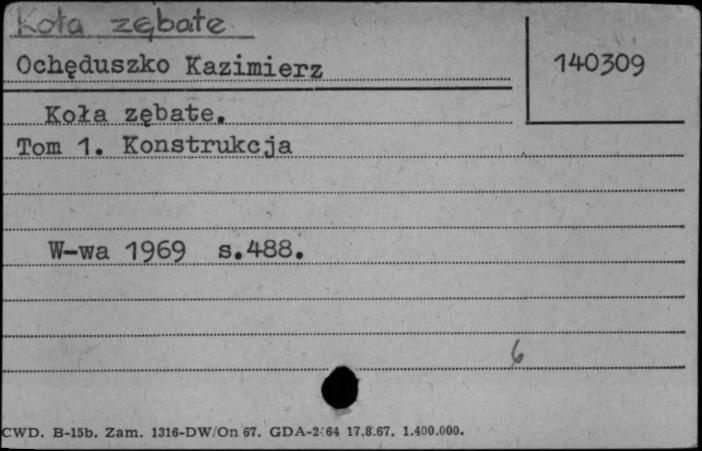 Koła zębate
Ochęduszko Kazimierz
140309
Koła zębate.
Tom 1. Konstrukcja
W-wa 1969 s.488.
6
CWD. B-15b. Zam. 1316-DW/On 67. GDA-2-64 17.8.67. 1.400.000.